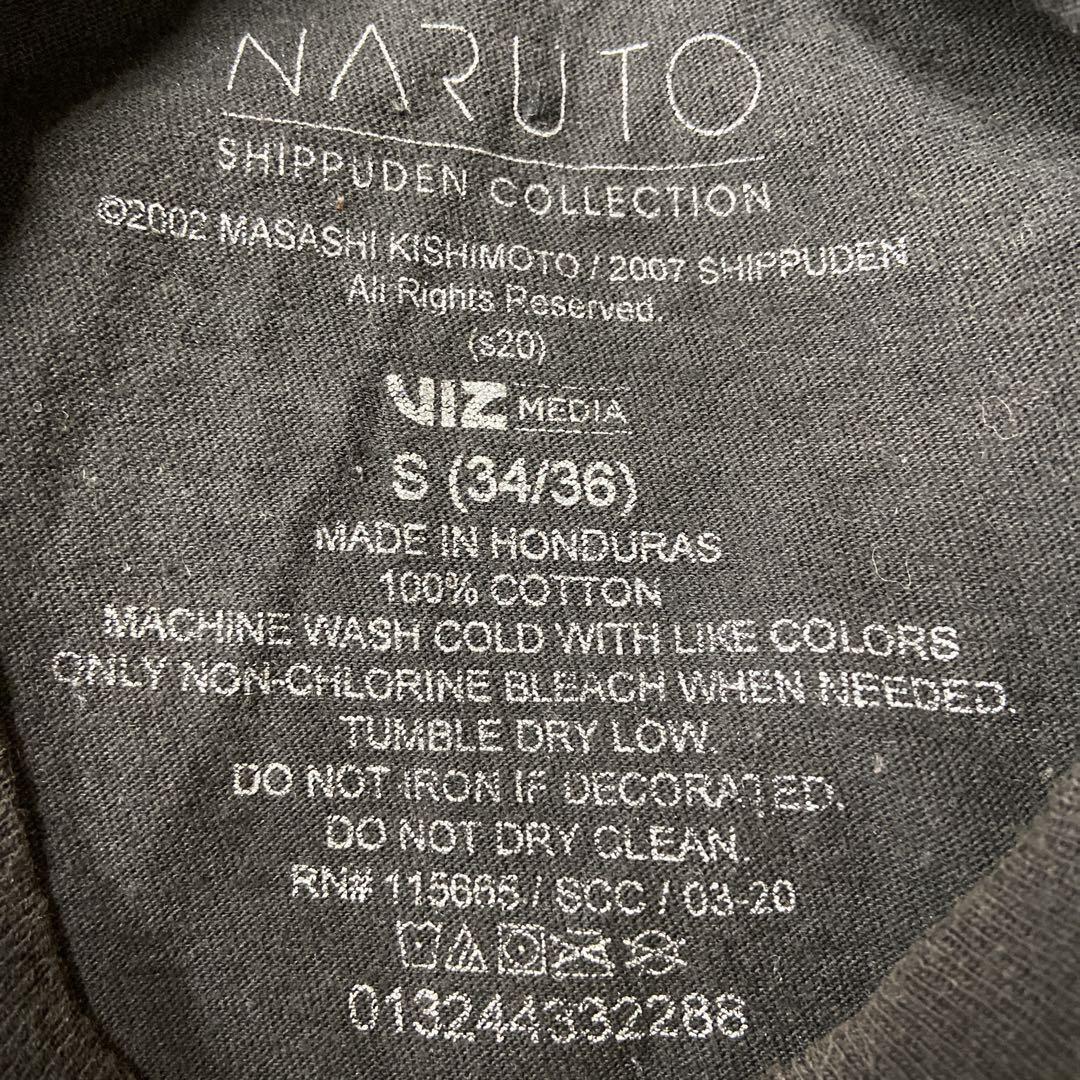 NARUTO
SHIPPUDEN COLLECTION
©2002 MASASHI KISHIMOTO / 2007 SHIPPUDEN
All Rights Reserved.
(s20)
VIZ MEDIA
S (34/36)
MADE IN HONDURAS
100% COTTON
MACHINE WASH COLD WITH LIKE COLORS
ONLY NON-CHLORINE BLEACH WHEN NEEDED.
TUMBLE DRY LOW.
DO NOT IRON IF DECORATED.
DO NOT DRY CLEAN.
RN# 115665 / SCC / 03-20
013244332288